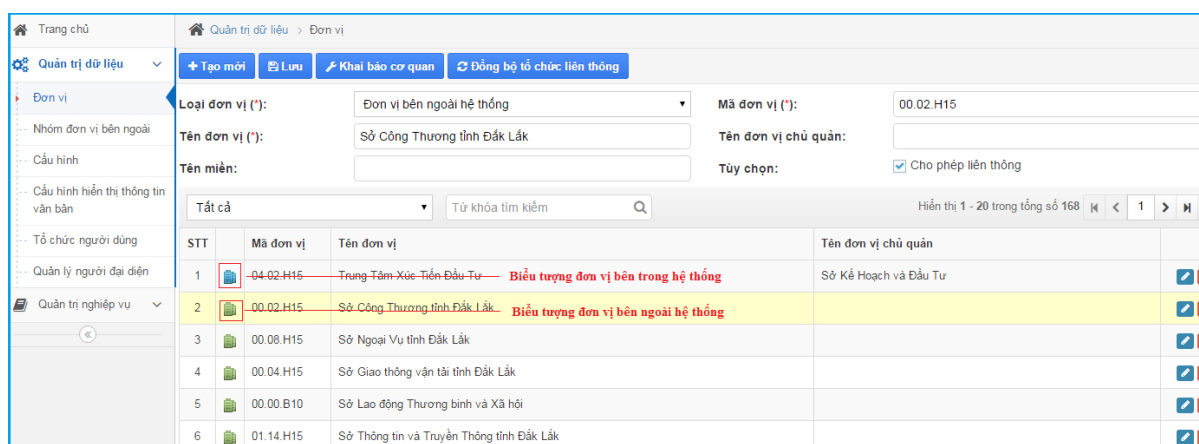 Trang chủ
Quản trị dữ liệu > Đơn vị
Quản trị dữ liệu
+ Tạo mới Lưu Khai báo cơ quan Đồng bộ tổ chức liên thông
Đơn vị
Loại đơn vị (*): Đơn vị bên ngoài hệ thống Mã đơn vị (*): 00.02.H15
Nhóm đơn vị bên ngoài
Tên đơn vị (*): Sở Công Thương tỉnh Đắk Lắk Tên đơn vị chủ quản:
Cấu hình
Tên miền: Tùy chọn: Cho phép liên thông
Cấu hình hiển thị thông tin
văn bản
Tất cả Từ khóa tìm kiếm Hiển thị 1 - 20 trong tổng số 168 1
Tổ chức người dùng
STT Mã đơn vị Tên đơn vị Tên đơn vị chủ quản
Quản lý người đại diện
1 04.02.H15 Trung Tâm Xúc Tiến Đầu Tư Biểu tượng đơn vị bên trong hệ thống Sở Kế Hoạch và Đầu Tư
Quản trị nghiệp vụ
2 00.02.H15 Sở Công Thương tỉnh Đắk Lắk Biểu tượng đơn vị bên ngoài hệ thống
3 00.08.H15 Sở Ngoại Vụ tỉnh Đắk Lắk
4 00.04.H15 Sở Giao thông vận tải tỉnh Đắk Lắk
5 00.00.B10 Sở Lao động Thương binh và Xã hội
6 01.14.H15 Sở Thông tin và Truyền Thông tỉnh Đắk Lắk